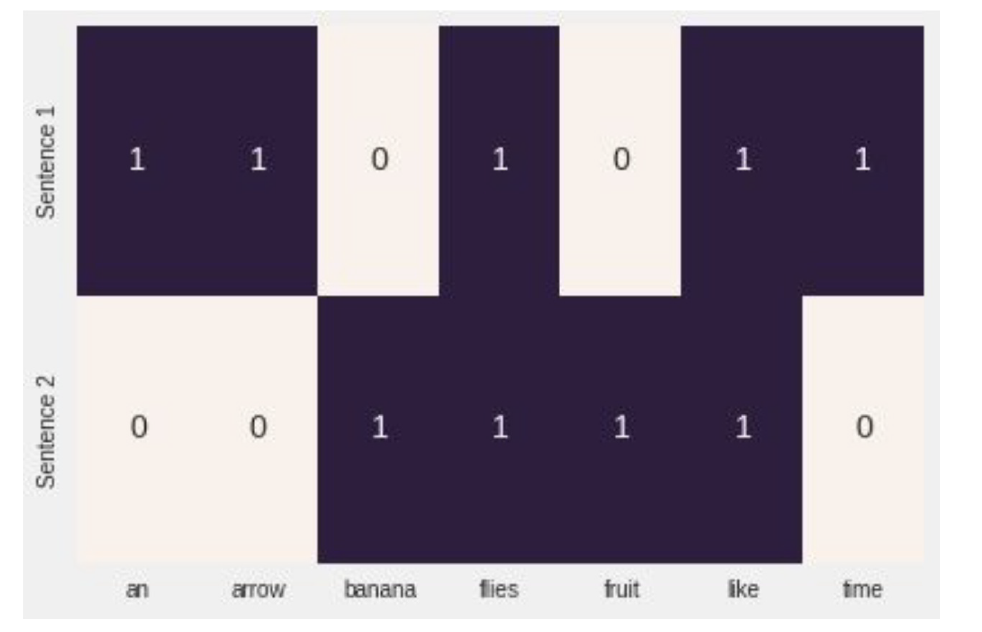 Sentence 1
1 1 0 1 0 1 1
Sentence 2
0 0 1 1 1 1 0
an arrow banana flies fruit like time